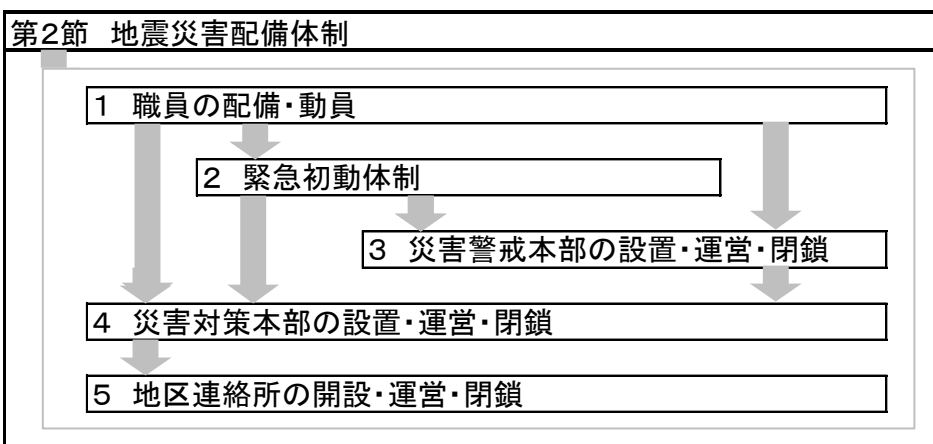 第2節 地震災害配備体制
1 職員の配備・動員
2 緊急初動体制
3 災害警戒本部の設置・運営・閉鎖
4 災害対策本部の設置・運営・閉鎖
5 地区連絡所の開設・運営・閉鎖